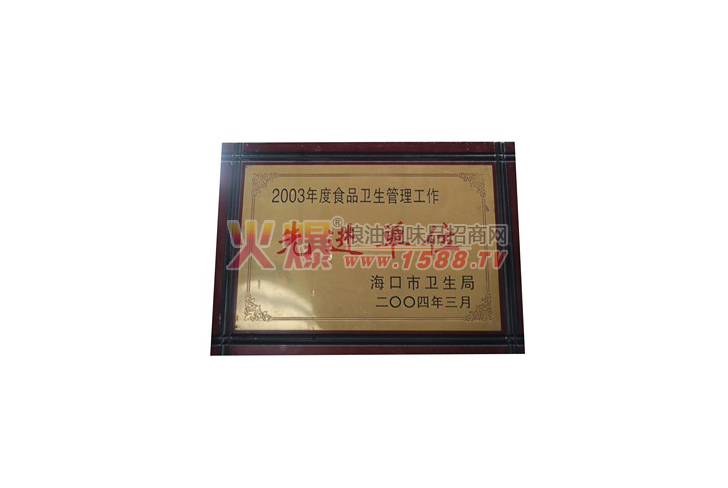 2003年度食品卫生管理工作
先进单位
火爆®粮油调味品招商网
www.1588.TV
海口市卫生局
二〇〇四年三月